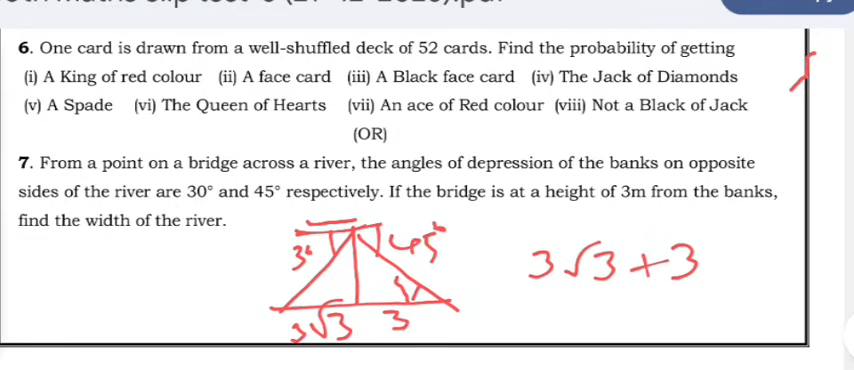 6. One card is drawn from a well-shuffled deck of 52 cards. Find the probability of getting
(i) A King of red colour (ii) A face card (iii) A Black face card (iv) The Jack of Diamonds
(v) A Spade (vi) The Queen of Hearts (vii) An ace of Red colour (viii) Not a Black of Jack
(OR)
7. From a point on a bridge across a river, the angles of depression of the banks on opposite
sides of the river are 30° and 45° respectively. If the bridge is at a height of 3m from the banks,
find the width of the river.
45°
3√3+3
3√3 3